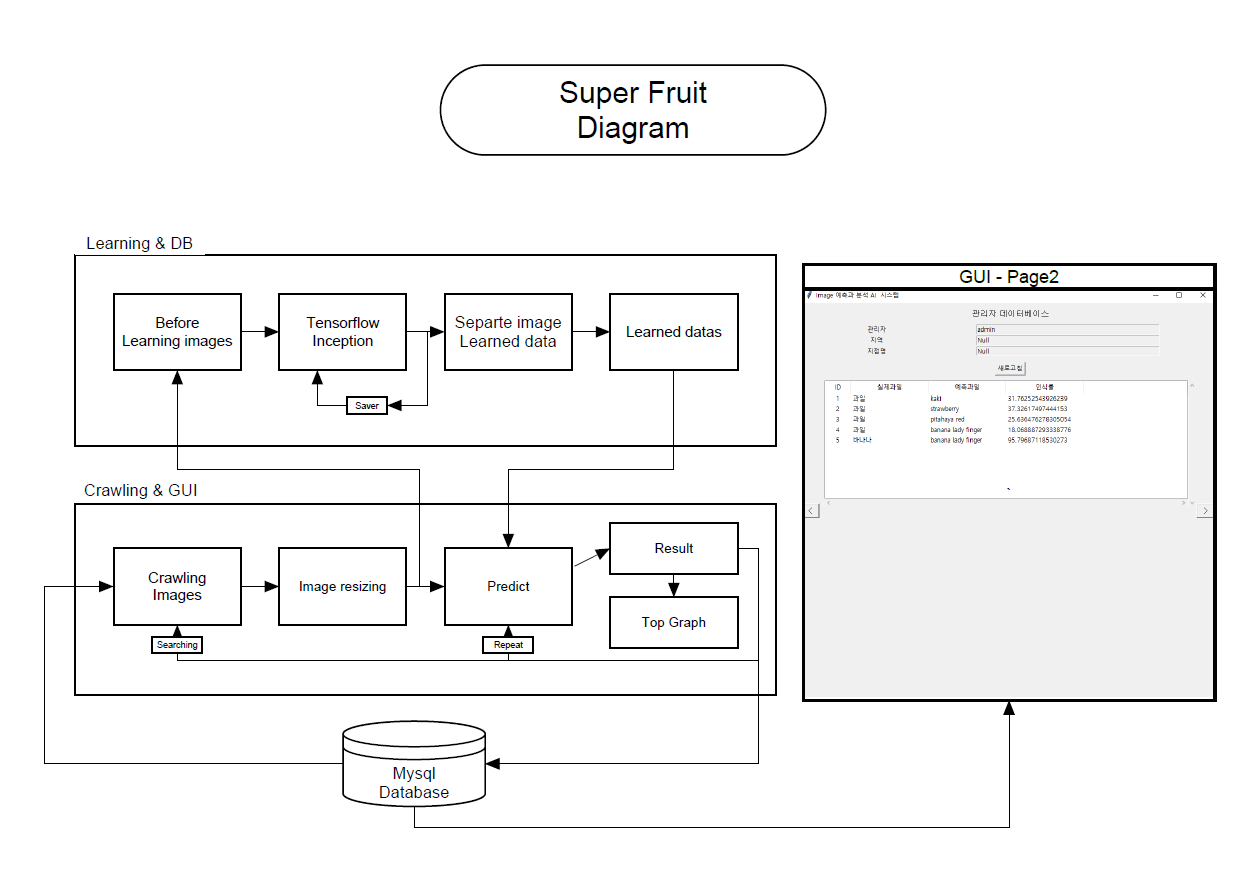 Super Fruit
Diagram
Learning & DB
Before
Learning images
Tensorflow
Inception
Separte image
Learned data
Learned datas
Saver
Crawling & GUI
Crawling
Images
Image resizing
Predict
Result
Top Graph
Searching
Repeat
Mysql
Database
GUI - Page2
Image 예측과 분석 AI 시스템
관리자 데이터베이스
관리자 admin
지역 Null
지점명 Null
새로고침
ID 실제과일 예측과일 인식률
1 과일 kaki 31.76252543926239
2 과일 strawberry 37.32617497444153
3 과일 pitahaya red 25.636476278305054
4 과일 banana lady finger 18.068887293338776
5 바나나 banana lady finger 95.79687118530273